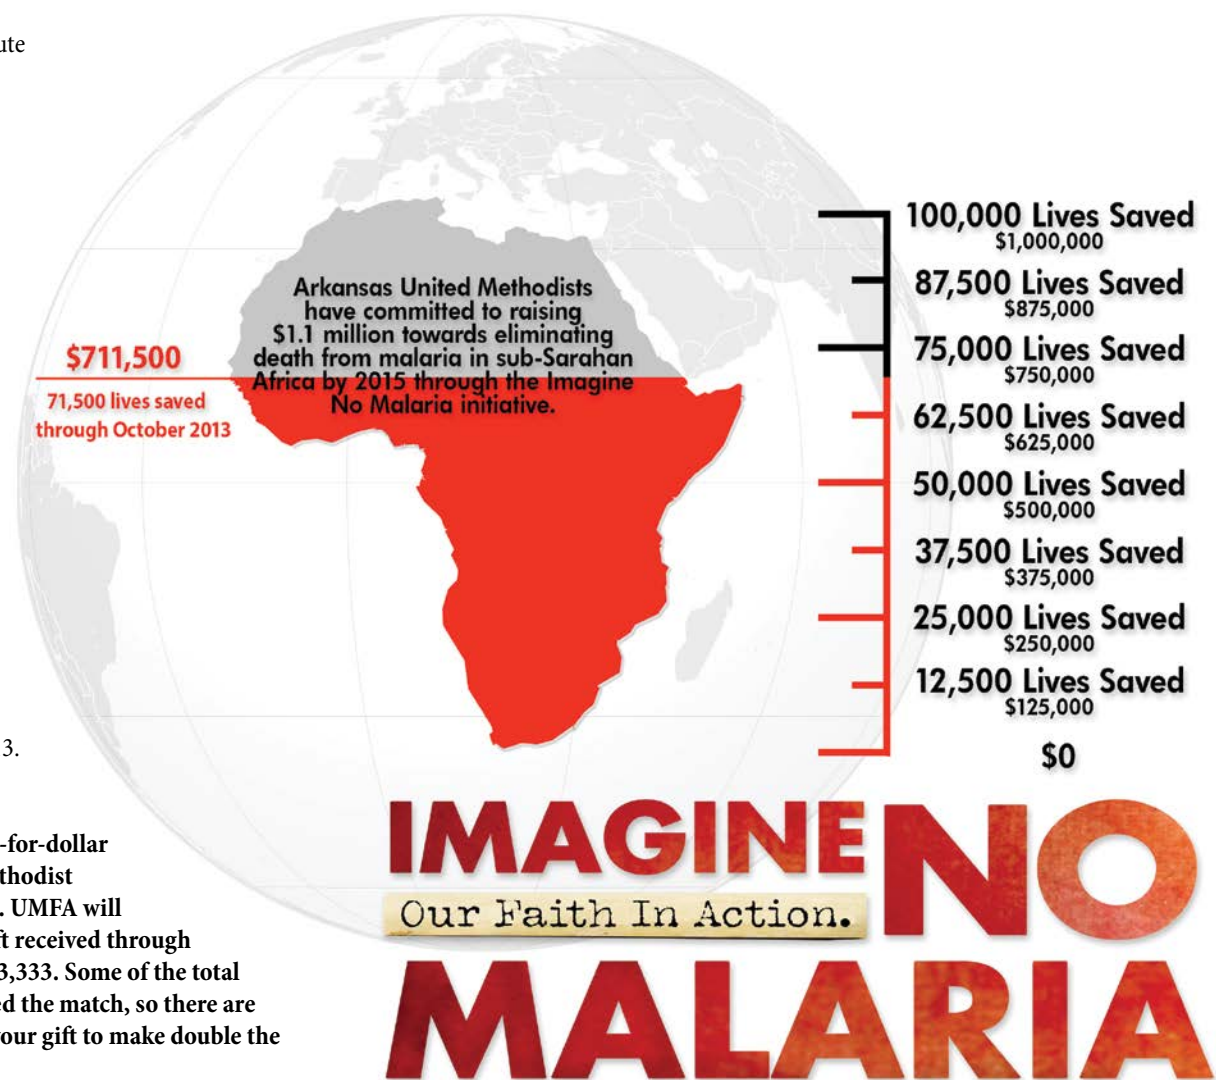 ute
Arkansas United Methodists
have committed to raising
$1.1 million towards eliminating
death from malaria in sub-Sarahan
Africa by 2015 through the Imagine
No Malaria initiative.
$711,500
71,500 lives saved
through October 2013
100,000 Lives Saved
$1,000,000
87,500 Lives Saved
$875,000
75,000 Lives Saved
$750,000
62,500 Lives Saved
$625,000
50,000 Lives Saved
$500,000
37,500 Lives Saved
$375,000
25,000 Lives Saved
$250,000
12,500 Lives Saved
$125,000
$0
3.
-for-dollar
thodist
. UMFA will
ft received through
3,333. Some of the total
ed the match, so there are
your gift to make double the
IMAGINE NO
Our Faith In Action.
MALARIA